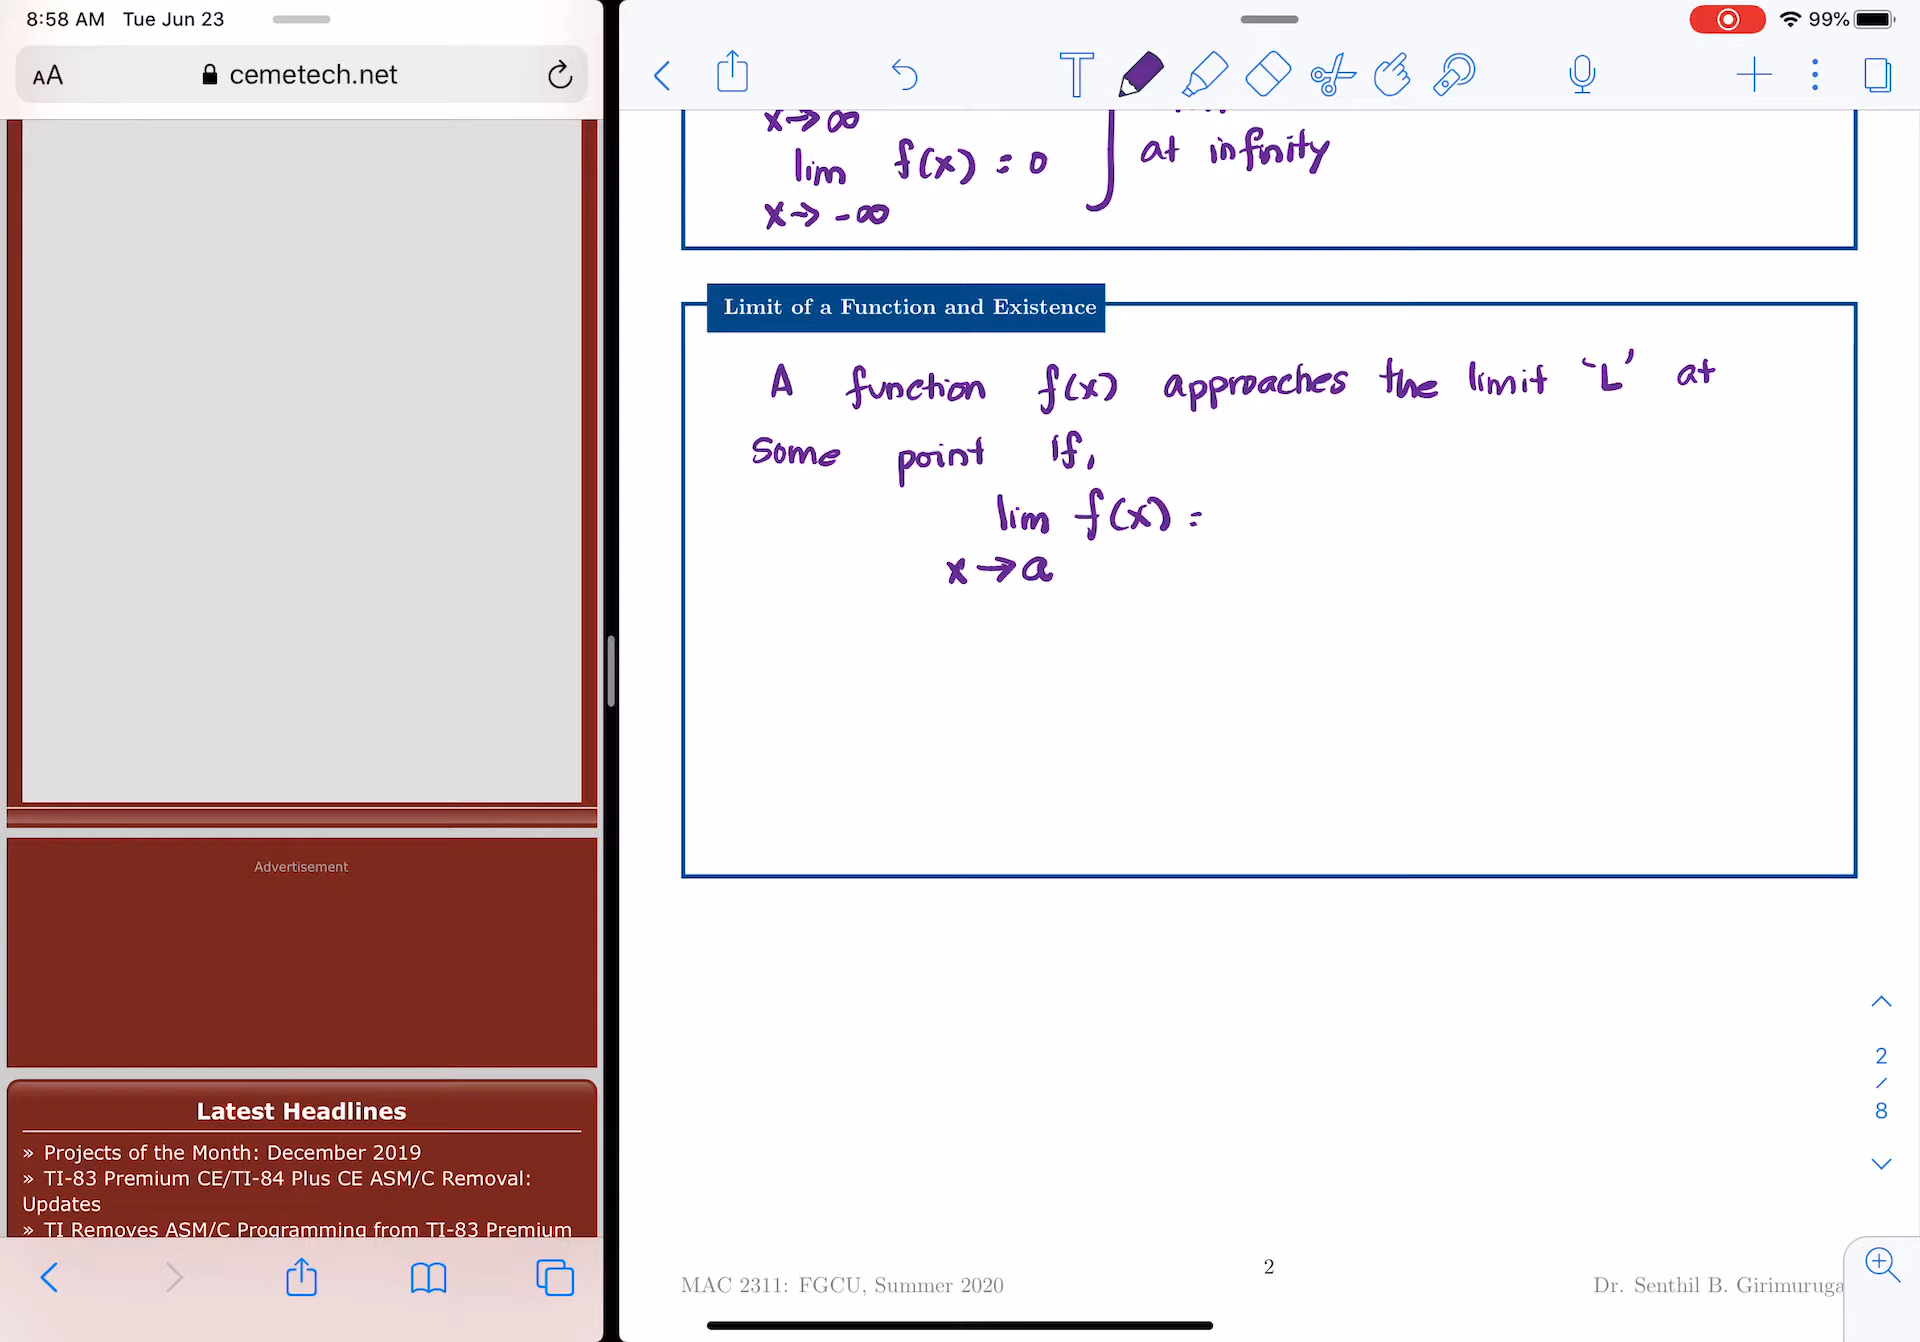 8:58 AM Tue Jun 23
AA cemetech.net
Advertisement
Latest Headlines
» Projects of the Month: December 2019
» TI-83 Premium CE/TI-84 Plus CE ASM/C Removal:
Updates
» TI Removes ASM/C Programming from TI-83 Premium
99%
x→∞
lim f(x) = 0
x→ -∞
at infinity
Limit of a Function and Existence
A function f(x) approaches the limit 'L' at
some point if,
lim f(x) =
x→a
2
/
8
2
MAC 2311: FGCU, Summer 2020
Dr. Senthil B. Girimuruga